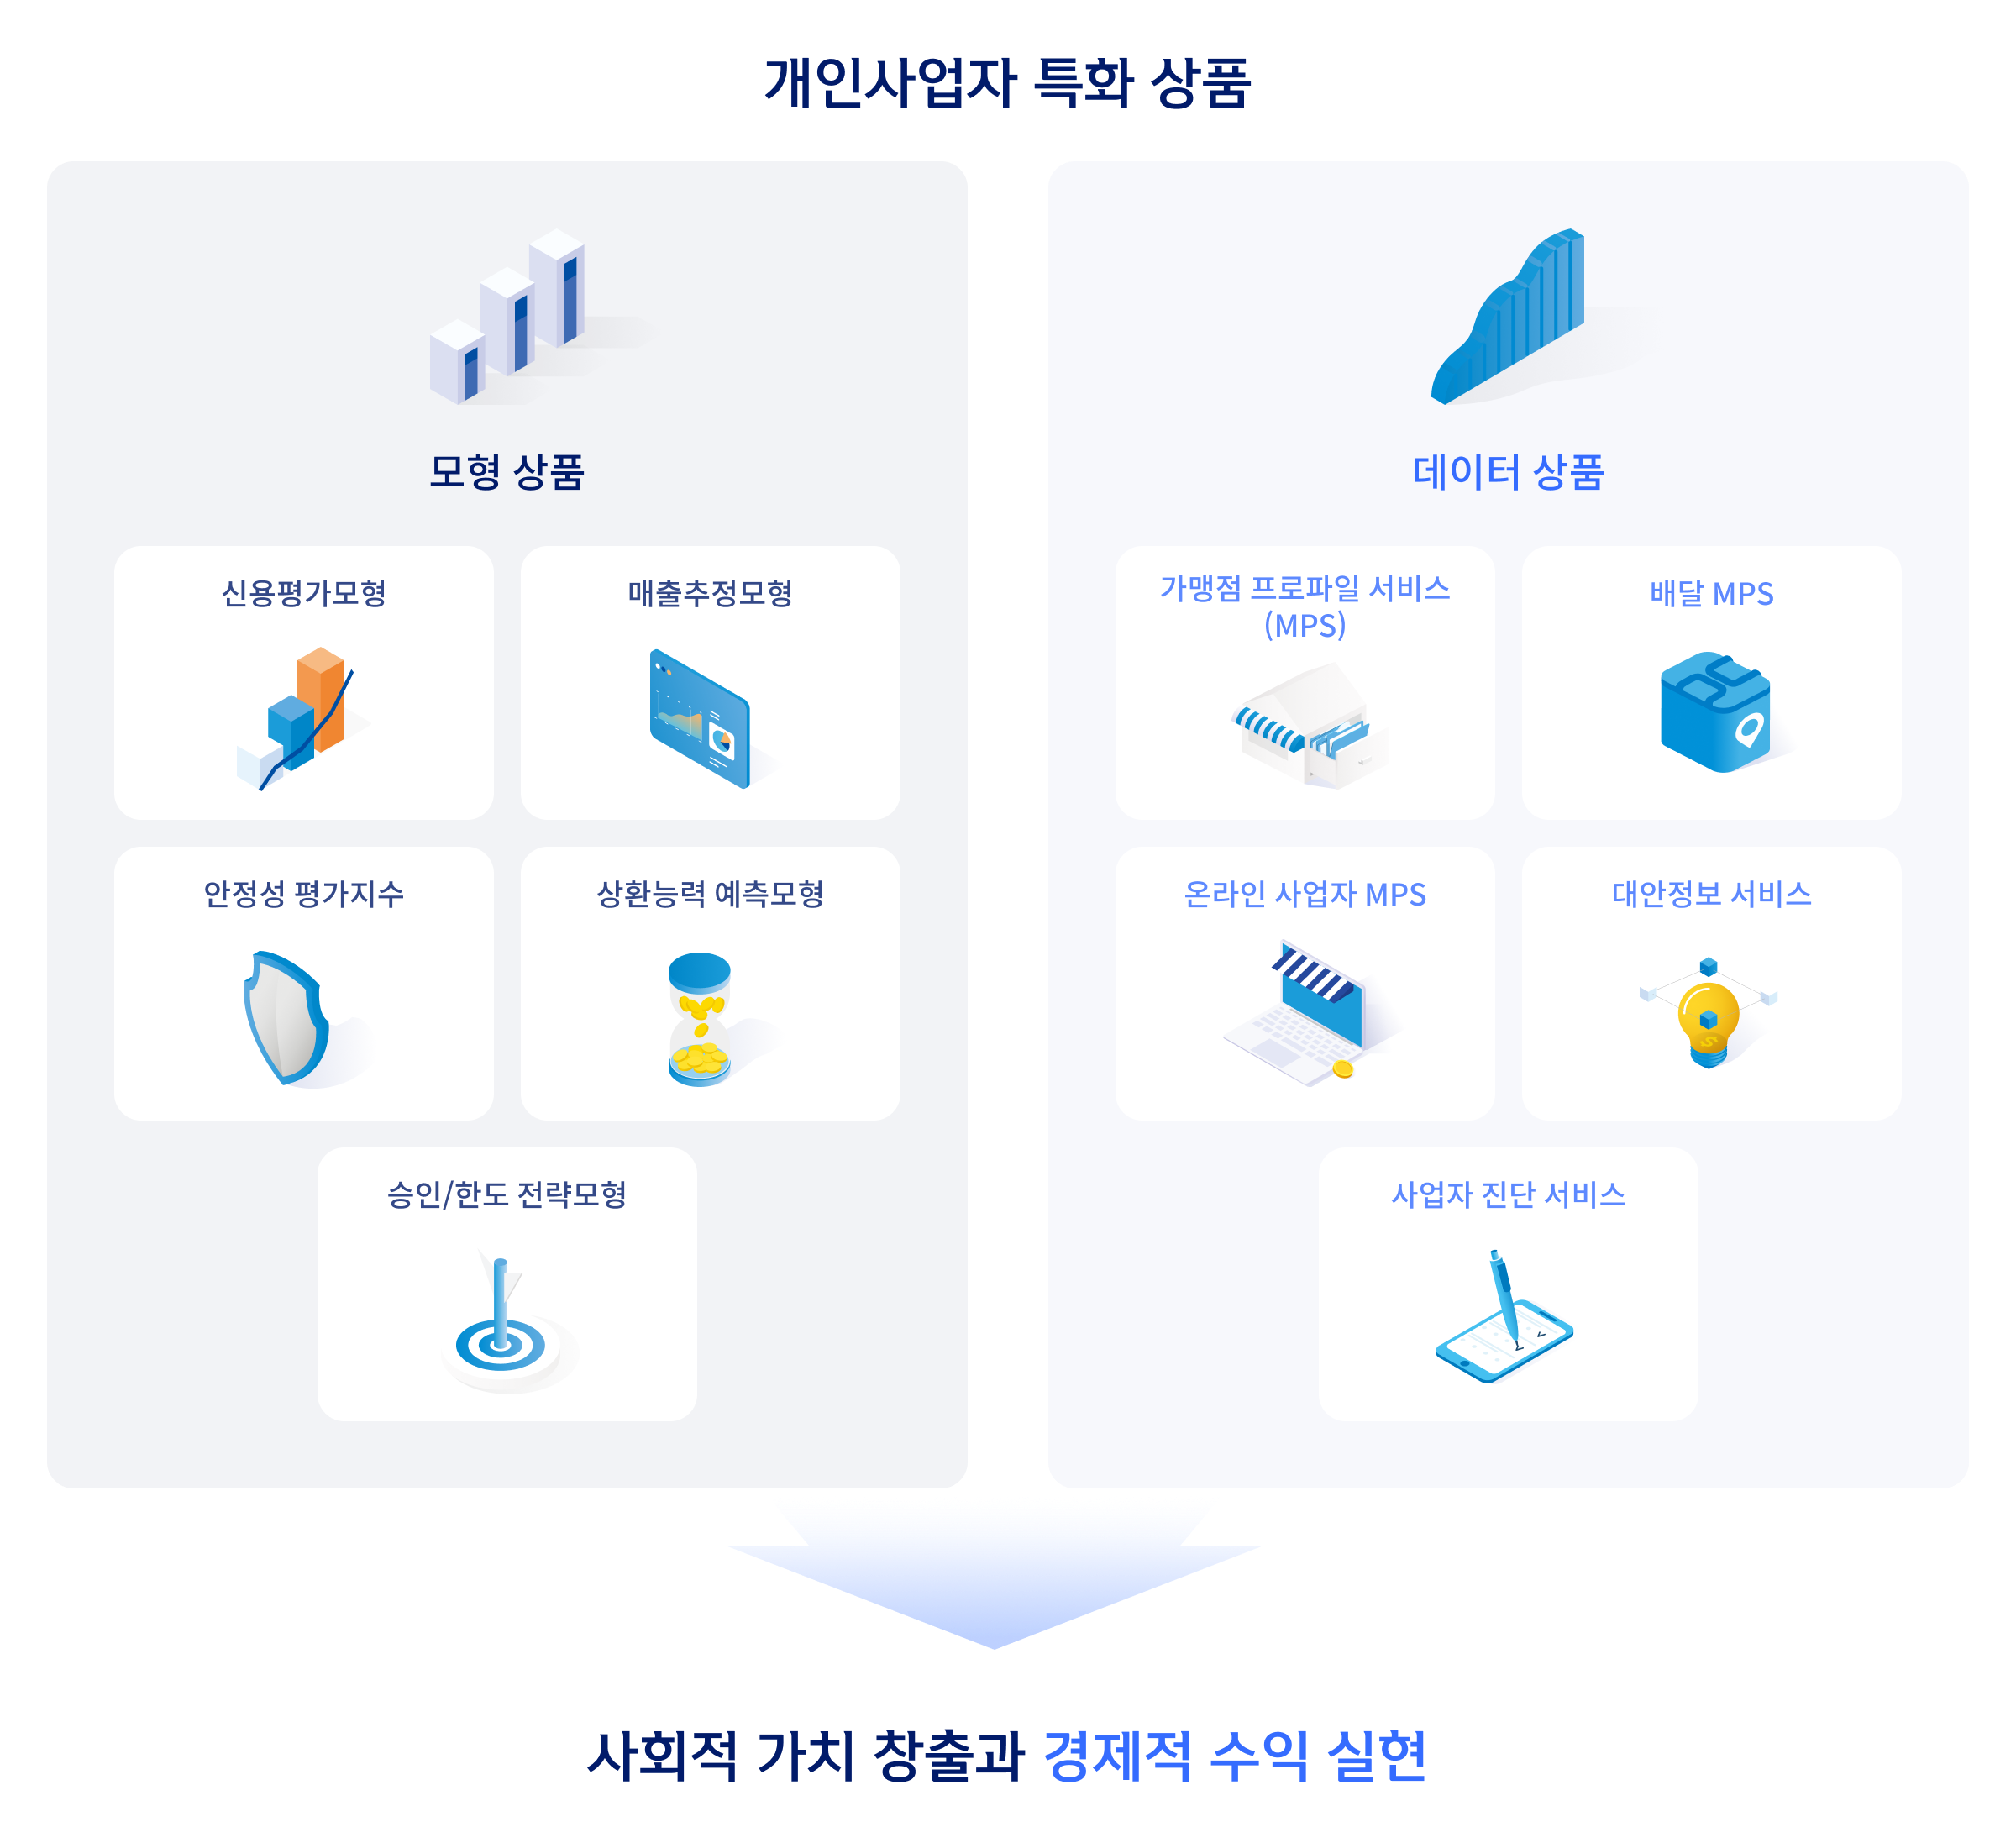 개인사업자 특화 상품
모형 상품
신용평가모형
매출추정모형
안정성 평가지수
상환능력 예측모형
승인/한도 전략모형
데이터 상품
가맹점 프로파일 서비스
(MPS)
배달 MPS
온라인 사업자 MPS
대안정보 서비스
사업자 진단 서비스
사회적 가치 창출과 경제적 수익 실현